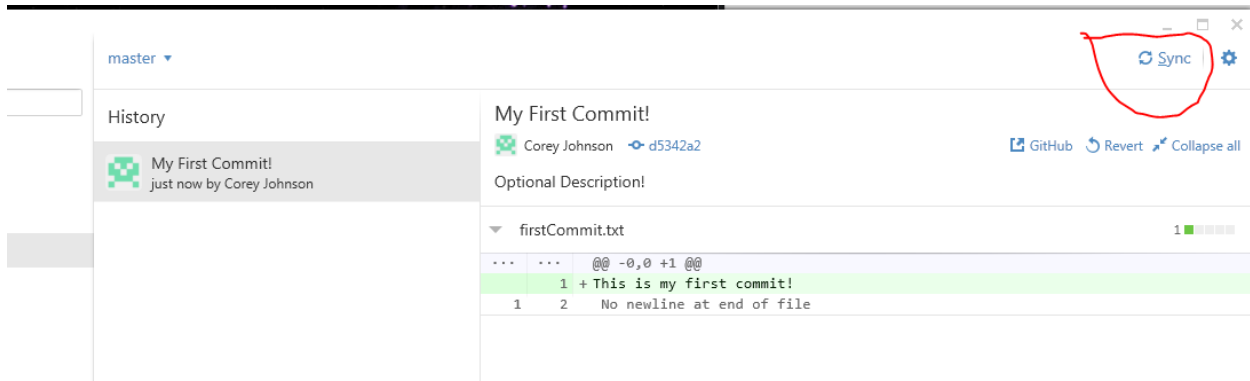 master
Sync
History
My First Commit!
just now by Corey Johnson
My First Commit!
Corey Johnson d5342a2
GitHub Revert Collapse all
Optional Description!
firstCommit.txt 1
... ... @@ -0,0 +1 @@
1 +This is my first commit!
1 2 No newline at end of file